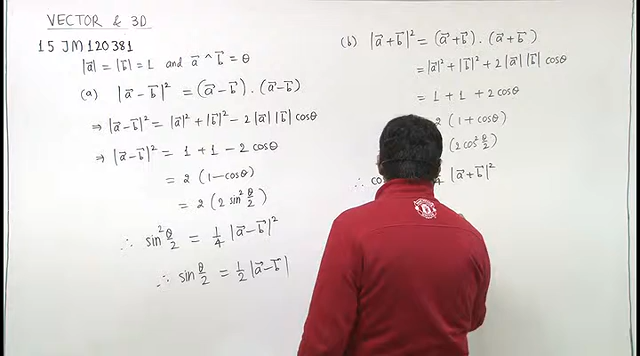 VECTOR & 3D
15 JM120381
|a⃗| = |b⃗| = 1 and a⃗ ^ b⃗ = θ
(a) |a⃗ - b⃗|² = (a⃗ - b⃗) . (a⃗ - b⃗)
⇒ |a⃗ - b⃗|² = |a⃗|² + |b⃗|² - 2|a⃗||b⃗| cosθ
⇒ |a⃗ - b⃗|² = 1 + 1 - 2 cosθ
= 2 (1 - cosθ)
= 2 (2 sin² θ/2)
∴ sin² θ/2 = 1/4 |a⃗ - b⃗|²
∴ sin θ/2 = 1/2 |a⃗ - b⃗|
(b) |a⃗ + b⃗|² = (a⃗ + b⃗) . (a⃗ + b⃗)
= |a⃗|² + |b⃗|² + 2|a⃗||b⃗| cosθ
= 1 + 1 + 2 cosθ
2 (1 + cosθ)
(2 cos² θ/2)
∴ |a⃗ + b⃗|²